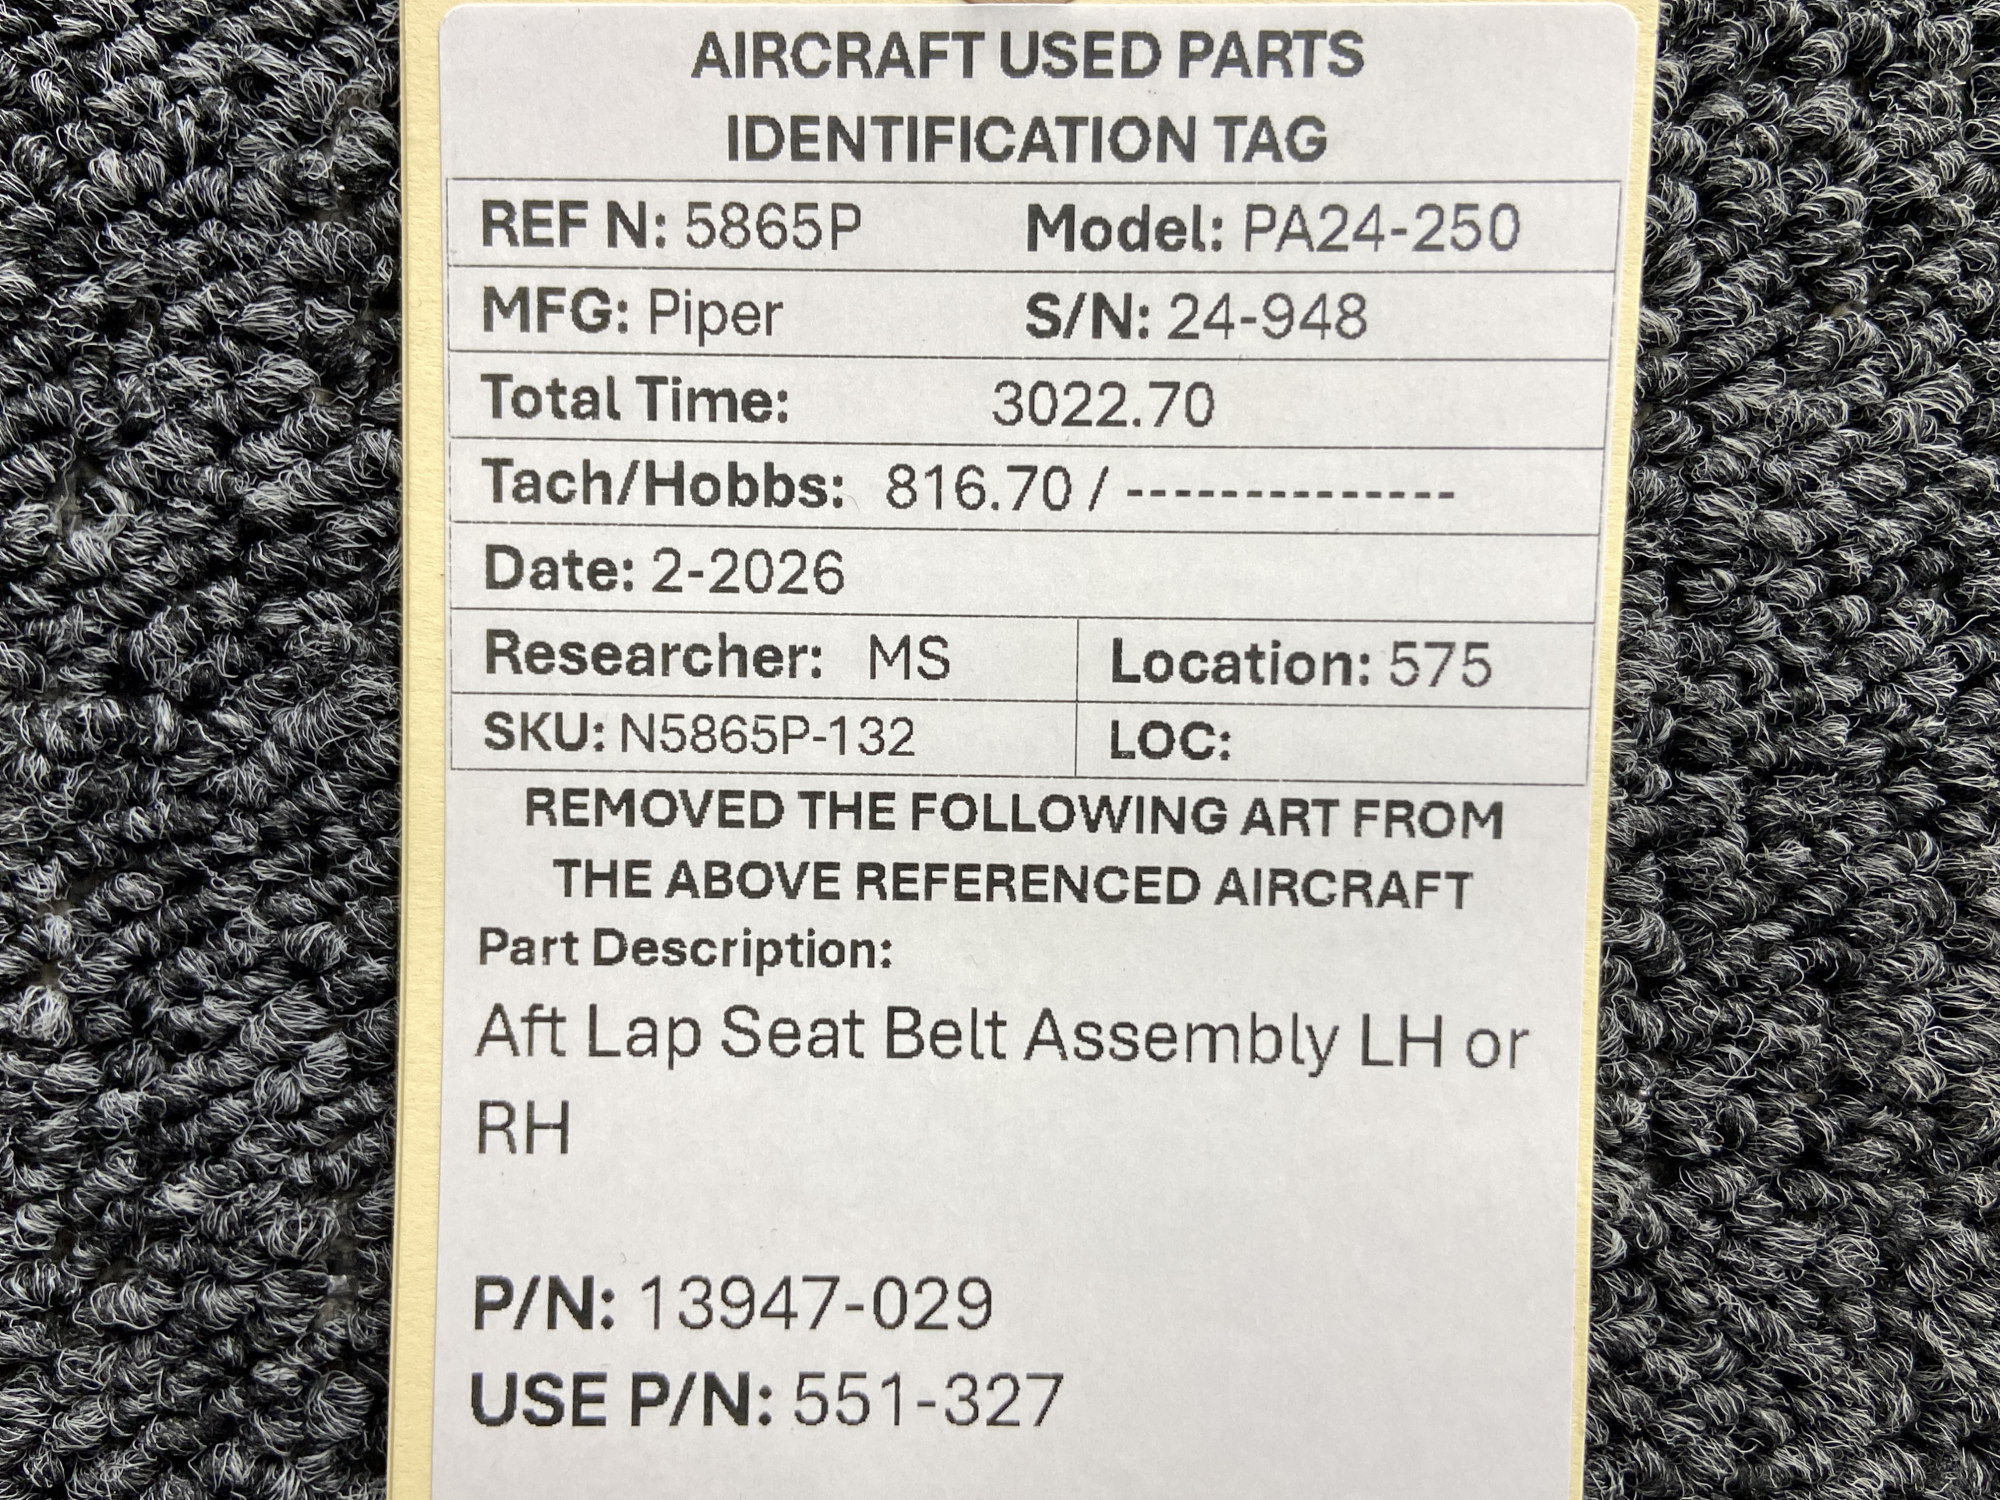 AIRCRAFT USED PARTS
IDENTIFICATION TAG
REF N: 5865P Model: PA24-250
MFG: Piper S/N: 24-948
Total Time: 3022.70
Tach/Hobbs: 816.70 / --------------
Date: 2-2026
Researcher: MS Location: 575
SKU: N5865P-132 LOC:
REMOVED THE FOLLOWING ART FROM
THE ABOVE REFERENCED AIRCRAFT
Part Description:
Aft Lap Seat Belt Assembly LH or
RH
P/N: 13947-029
USE P/N: 551-327